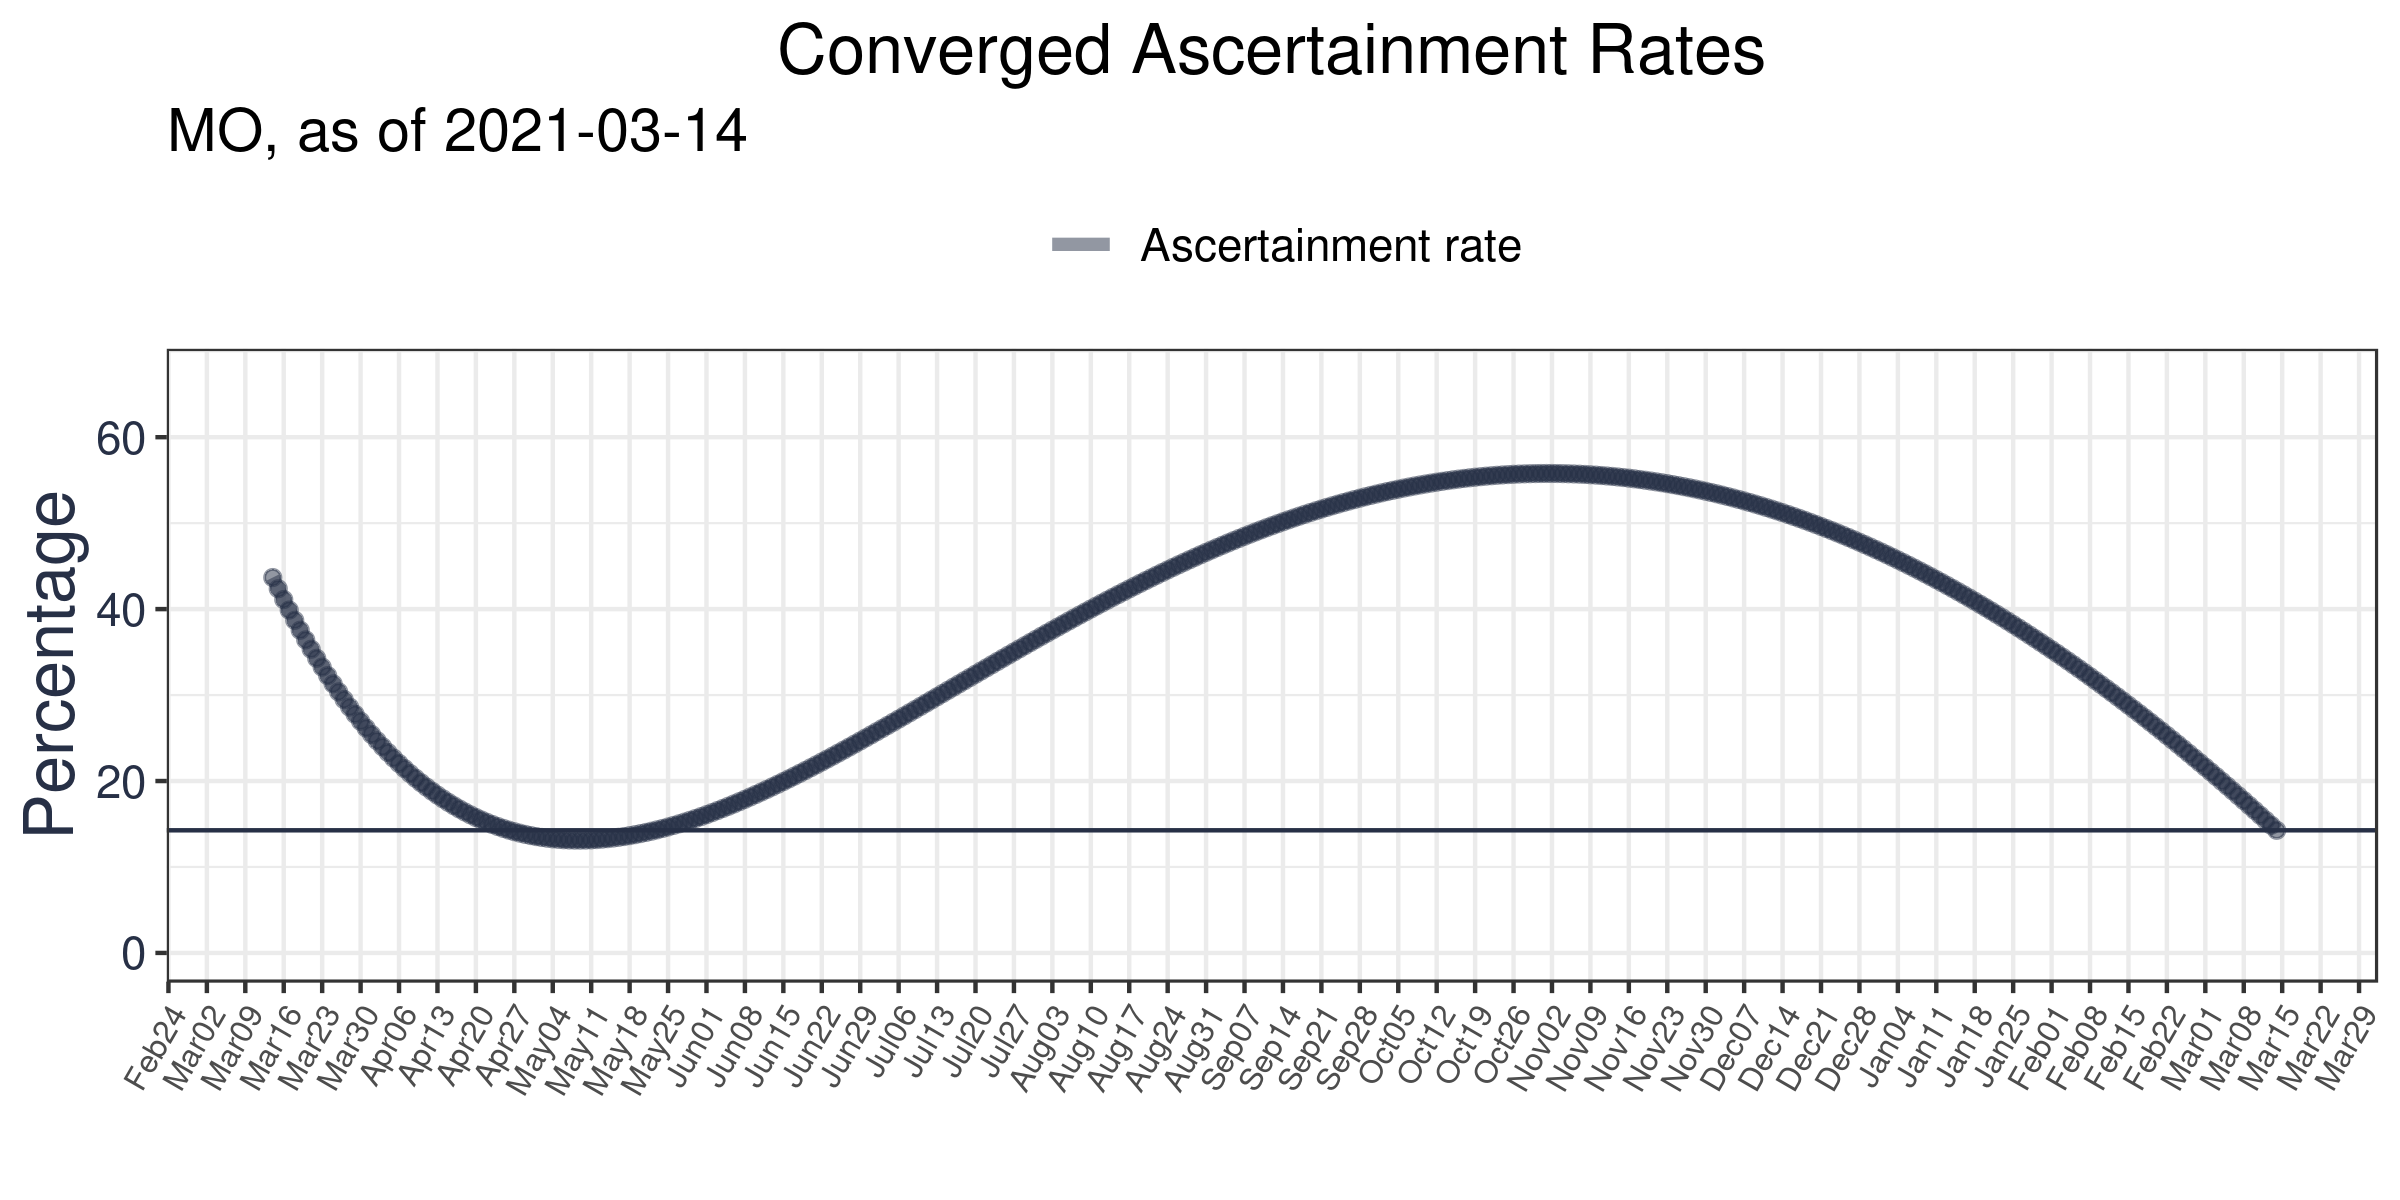 Converged Ascertainment Rates
MO, as of 2021-03-14
Ascertainment rate
Percentage
60
40
20
0
Feb24
Mar02
Mar09
Mar16
Mar23
Mar30
Apr06
Apr13
Apr20
Apr27
May04
May11
May18
May25
Jun01
Jun08
Jun15
Jun22
Jun29
Jul06
Jul13
Jul20
Jul27
Aug03
Aug10
Aug17
Aug24
Aug31
Sep07
Sep14
Sep21
Sep28
Oct05
Oct12
Oct19
Oct26
Nov02
Nov09
Nov16
Nov23
Nov30
Dec07
Dec14
Dec21
Dec28
Jan04
Jan11
Jan18
Jan25
Feb01
Feb08
Feb15
Feb22
Mar01
Mar08
Mar15
Mar22
Mar29